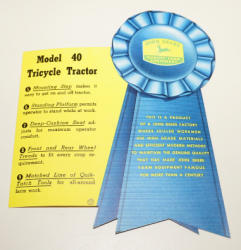 Model 40
Tricycle Tractor
1 Mounting Step makes it
easy to get on and off tractor.
2 Standing Platform permits
operator to stand while at work.
3 Deep-Cushion Seat ad-
justs for maximum operator
comfort.
4 Front and Rear Wheel
Treads to fit every crop re-
quirement.
5 Matched Line of Quik-
Tatch Tools for all-around
farm work.
JOHN DEERE
THIS IS A PRODUCT
OF A JOHN DEERE FACTORY
WHERE SKILLED WORKMEN
USE HIGH GRADE MATERIALS
AND EFFICIENT MODERN METHODS
TO MAINTAIN THE GENUINE QUALITY
THAT HAS MADE JOHN DEERE
FARM EQUIPMENT FAMOUS
FOR MORE THAN A CENTURY